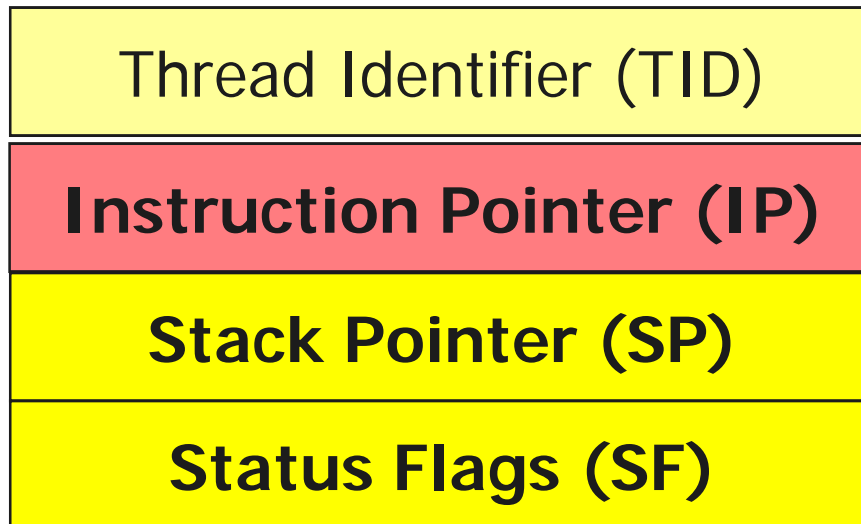 Thread Identifier (TID)
Instruction Pointer (IP)
Stack Pointer (SP)
Status Flags (SF)